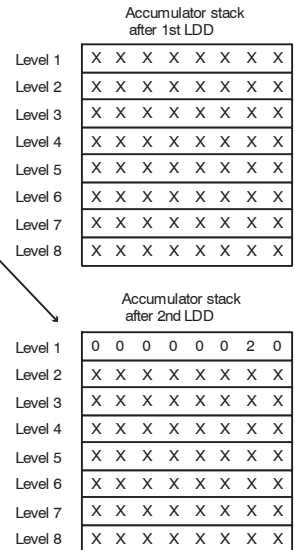 Accumulator stack
after 1st LDD
Level 1 X X X X X X X X
Level 2 X X X X X X X X
Level 3 X X X X X X X X
Level 4 X X X X X X X X
Level 5 X X X X X X X X
Level 6 X X X X X X X X
Level 7 X X X X X X X X
Level 8 X X X X X X X X
Accumulator stack
after 2nd LDD
Level 1 0 0 0 0 0 0 2 0
Level 2 X X X X X X X X
Level 3 X X X X X X X X
Level 4 X X X X X X X X
Level 5 X X X X X X X X
Level 6 X X X X X X X X
Level 7 X X X X X X X X
Level 8 X X X X X X X X